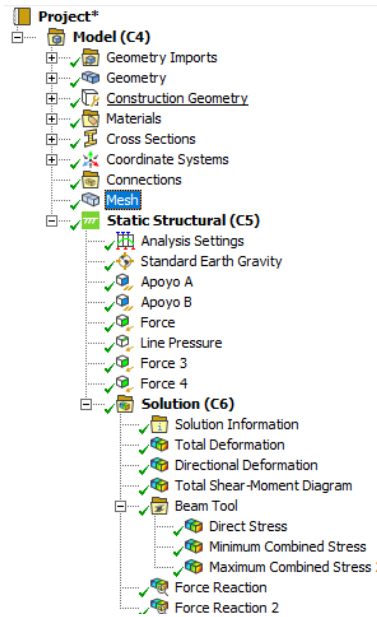 Project*
Model (C4)
Geometry Imports
Geometry
Construction Geometry
Materials
Cross Sections
Coordinate Systems
Connections
Mesh
Static Structural (C5)
Analysis Settings
Standard Earth Gravity
Apoyo A
Apoyo B
Force
Line Pressure
Force 3
Force 4
Solution (C6)
Solution Information
Total Deformation
Directional Deformation
Total Shear-Moment Diagram
Beam Tool
Direct Stress
Minimum Combined Stress
Maximum Combined Stress
Force Reaction
Force Reaction 2